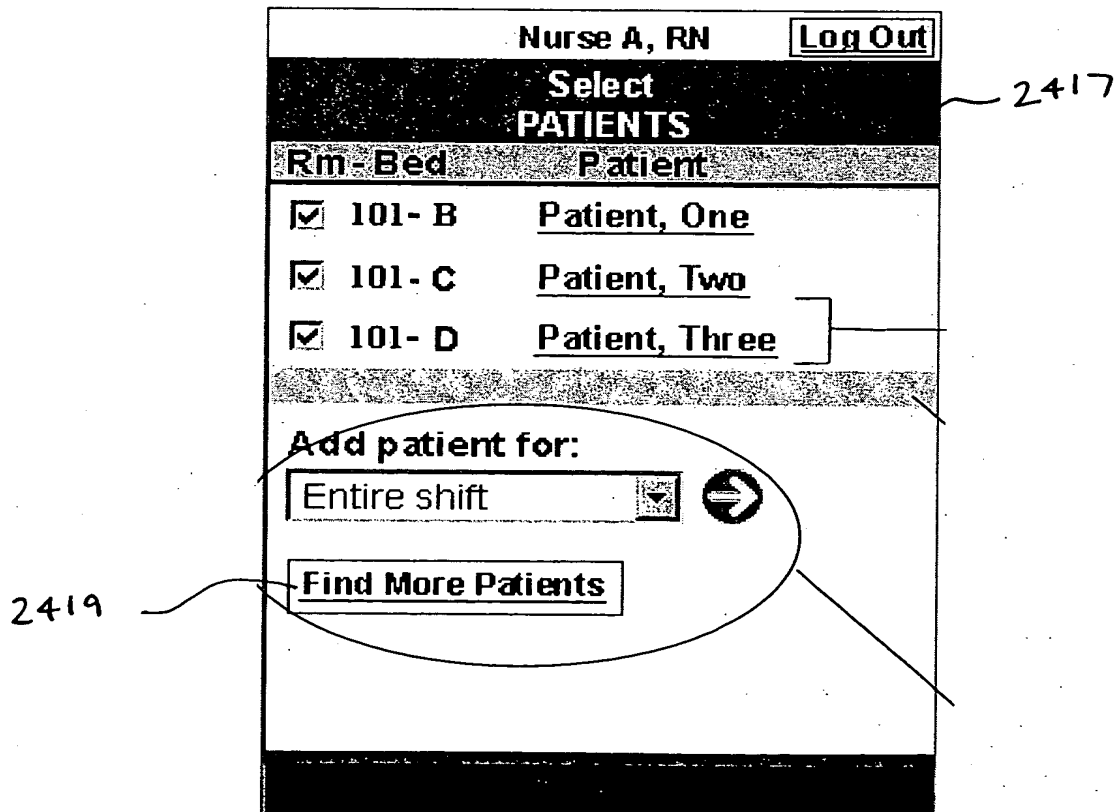 Nurse A, RN Log Out
Select
PATIENTS
2417
Rm-Bed Patient
101- B Patient, One
101- C Patient, Two
101- D Patient, Three
Add patient for:
Entire shift
Find More Patients
2419